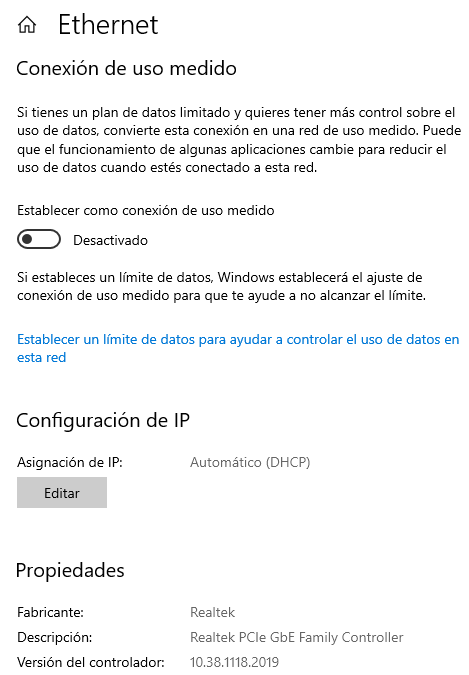 Ethernet
Conexión de uso medido
Si tienes un plan de datos limitado y quieres tener más control sobre el
uso de datos, convierte esta conexión en una red de uso medido. Puede
que el funcionamiento de algunas aplicaciones cambie para reducir el
uso de datos cuando estés conectado a esta red.
Establecer como conexión de uso medido
Desactivado
Si estableces un límite de datos, Windows establecerá el ajuste de
conexión de uso medido para que te ayude a no alcanzar el límite.
Establecer un límite de datos para ayudar a controlar el uso de datos en
esta red
Configuración de IP
Asignación de IP: Automático (DHCP)
Editar
Propiedades
Fabricante: Realtek
Descripción: Realtek PCIe GbE Family Controller
Versión del controlador: 10.38.1118.2019